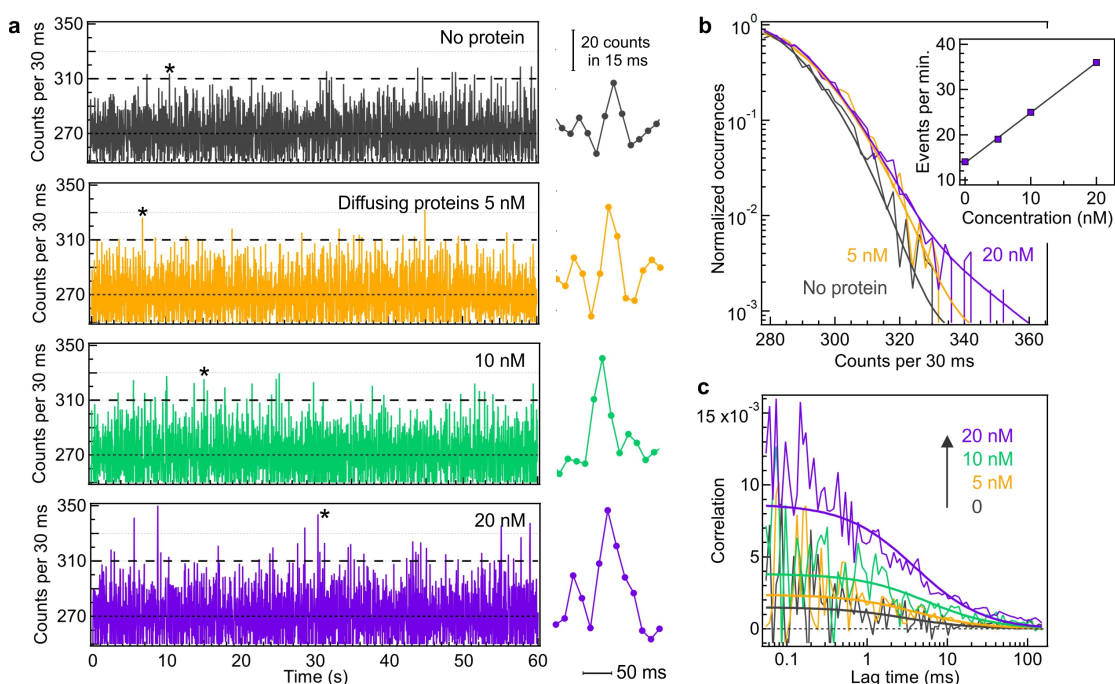 a
No protein
Counts per 30 ms
350
310
270
*
20 counts
in 15 ms
Diffusing proteins 5 nM
Counts per 30 ms
350
310
270
*
10 nM
Counts per 30 ms
350
310
270
*
20 nM
Counts per 30 ms
350
310
270
*
0 10 20 30 40 50 60
Time (s)
50 ms
b
Normalized occurrences
10⁰
10⁻¹
10⁻²
10⁻³
280 300 320 340 360
Counts per 30 ms
5 nM
20 nM
No protein
Events per min.
40
30
20
10
0 10 20
Concentration (nM)
c
Correlation
15 x10⁻³
10
5
0
0.1 1 10 100
Lag time (ms)
20 nM
10 nM
5 nM
0